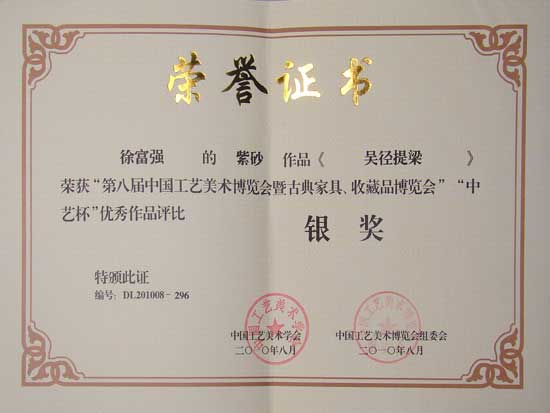 荣誉证书
徐富强 的 紫砂 作品《 吴径提梁 》
荣获“第八届中国工艺美术博览会暨古典家具、收藏品博览会”“中
艺杯”优秀作品评比
银奖
特颁此证
编号：DL201008-296
中国工艺美术学会
中国工艺美术博览会组委会
二〇一〇年八月
二〇一〇年八月